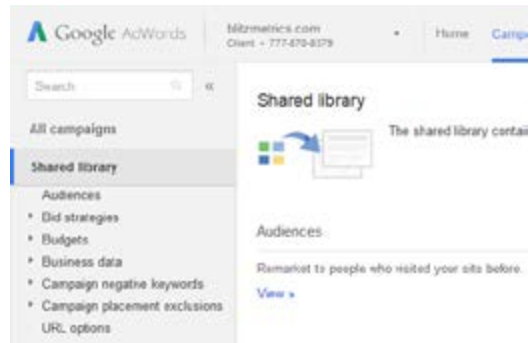 Google AdWords
blitzmetrics.com
Client - 777-670-8379
Home
Campa
Search
«
All campaigns
Shared library
Audiences
Bid strategies
Budgets
Business data
Campaign negative keywords
Campaign placement exclusions
URL options
Shared library
The shared library contai
Audiences
Remarket to people who visited your site before.
View »